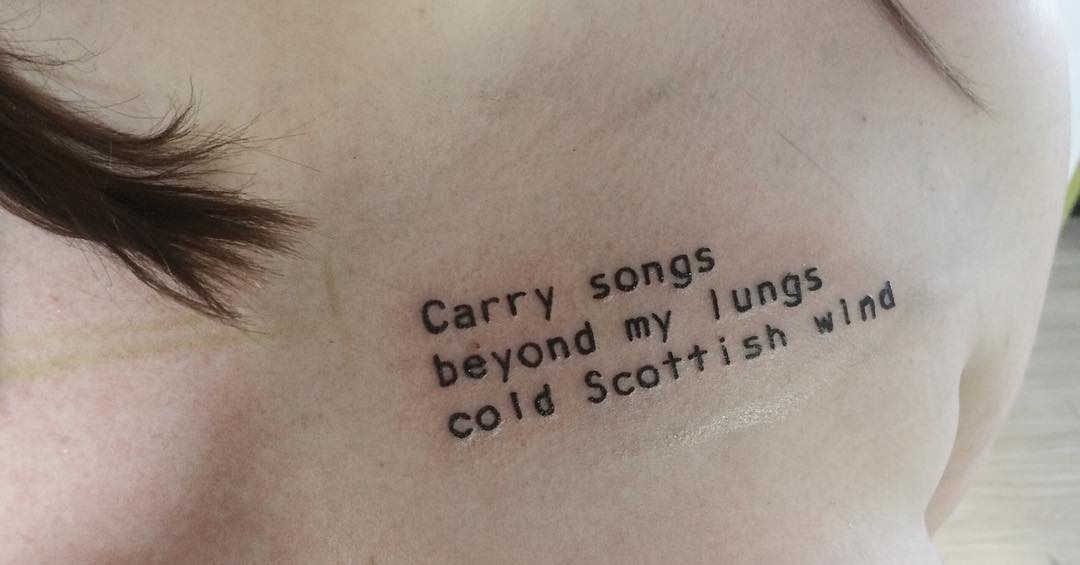 Carry songs
beyond my lungs
cold Scottish wind